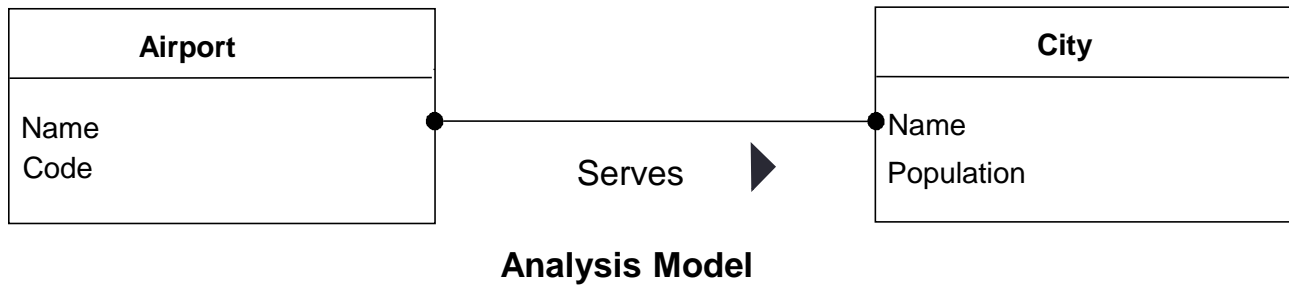 Airport
Name
Code
Serves
City
Name
Population
Analysis Model